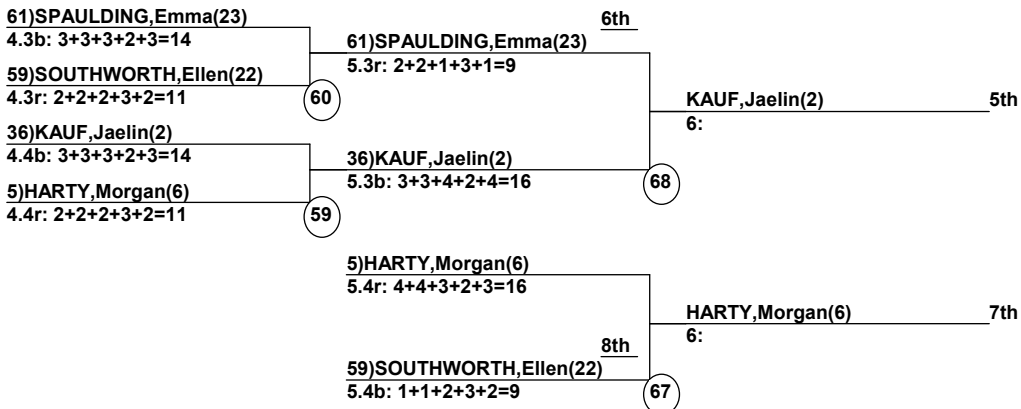 61)SPAULDING,Emma(23)
4.3b: 3+3+3+2+3=14
59)SOUTHWORTH,Ellen(22)
4.3r: 2+2+2+3+2=11
60
36)KAUF,Jaelin(2)
4.4b: 3+3+3+2+3=14
5)HARTY,Morgan(6)
4.4r: 2+2+2+3+2=11
59
6th
61)SPAULDING,Emma(23)
5.3r: 2+2+1+3+1=9
36)KAUF,Jaelin(2)
5.3b: 3+3+4+2+4=16
68
KAUF,Jaelin(2)
5th
6:
5)HARTY,Morgan(6)
5.4r: 4+4+3+2+3=16
8th
59)SOUTHWORTH,Ellen(22)
5.4b: 1+1+2+3+2=9
67
HARTY,Morgan(6)
7th
6: